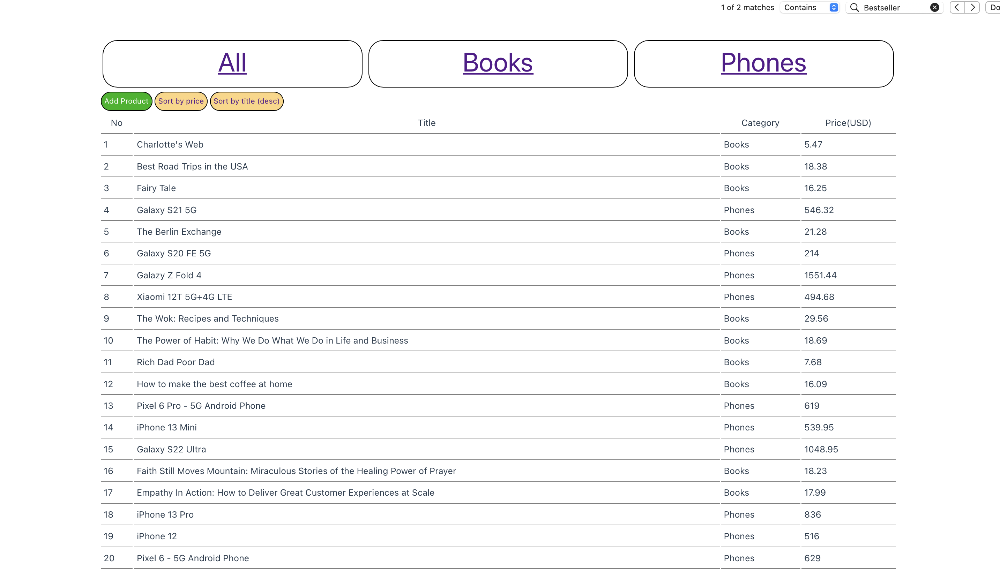 1 of 2 matches Contains Bestseller Do
All Books Phones
Add Product Sort by price Sort by title (desc)
No Title Category Price(USD)
1 Charlotte's Web Books 5.47
2 Best Road Trips in the USA Books 18.38
3 Fairy Tale Books 16.25
4 Galaxy S21 5G Phones 546.32
5 The Berlin Exchange Books 21.28
6 Galaxy S20 FE 5G Phones 214
7 Galazy Z Fold 4 Phones 1551.44
8 Xiaomi 12T 5G+4G LTE Phones 494.68
9 The Wok: Recipes and Techniques Books 29.56
10 The Power of Habit: Why We Do What We Do in Life and Business Books 18.69
11 Rich Dad Poor Dad Books 7.68
12 How to make the best coffee at home Books 16.09
13 Pixel 6 Pro - 5G Android Phone Phones 619
14 iPhone 13 Mini Phones 539.95
15 Galaxy S22 Ultra Phones 1048.95
16 Faith Still Moves Mountain: Miraculous Stories of the Healing Power of Prayer Books 18.23
17 Empathy In Action: How to Deliver Great Customer Experiences at Scale Books 17.99
18 iPhone 13 Pro Phones 836
19 iPhone 12 Phones 516
20 Pixel 6 - 5G Android Phone Phones 629